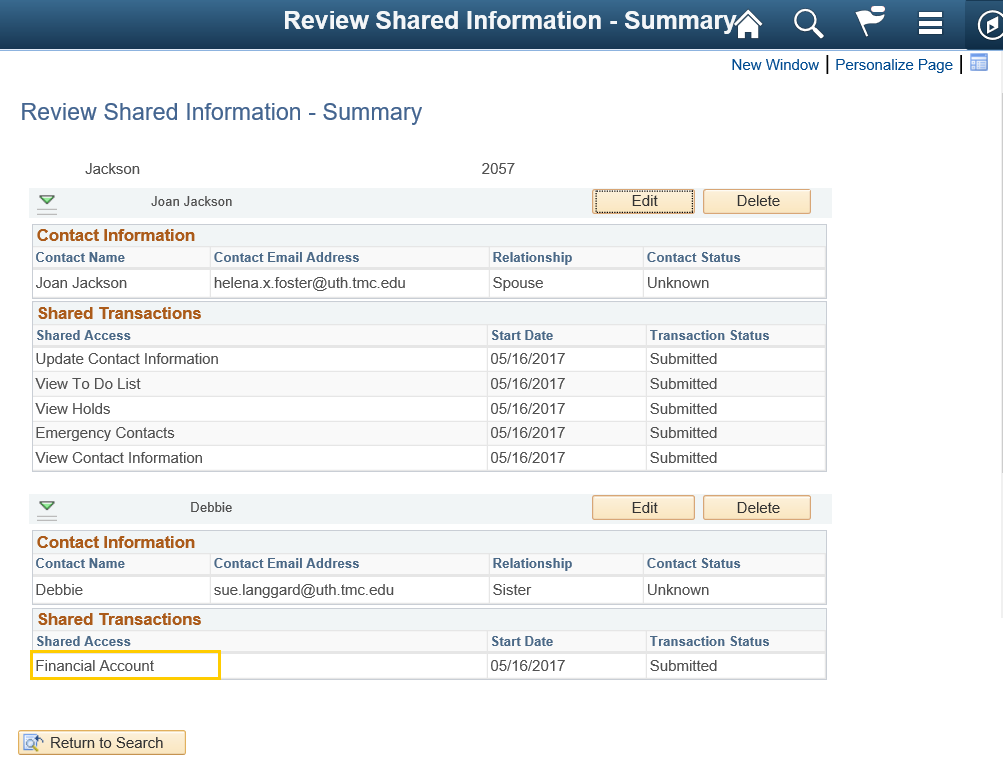 Review Shared Information - Summary
New Window | Personalize Page |
Review Shared Information - Summary
Jackson 2057
Joan Jackson Edit Delete
Contact Information
Contact Name Contact Email Address Relationship Contact Status
Joan Jackson helena.x.foster@uth.tmc.edu Spouse Unknown
Shared Transactions
Shared Access Start Date Transaction Status
Update Contact Information 05/16/2017 Submitted
View To Do List 05/16/2017 Submitted
View Holds 05/16/2017 Submitted
Emergency Contacts 05/16/2017 Submitted
View Contact Information 05/16/2017 Submitted
Debbie Edit Delete
Contact Information
Contact Name Contact Email Address Relationship Contact Status
Debbie sue.langgard@uth.tmc.edu Sister Unknown
Shared Transactions
Shared Access Start Date Transaction Status
Financial Account 05/16/2017 Submitted
Return to Search